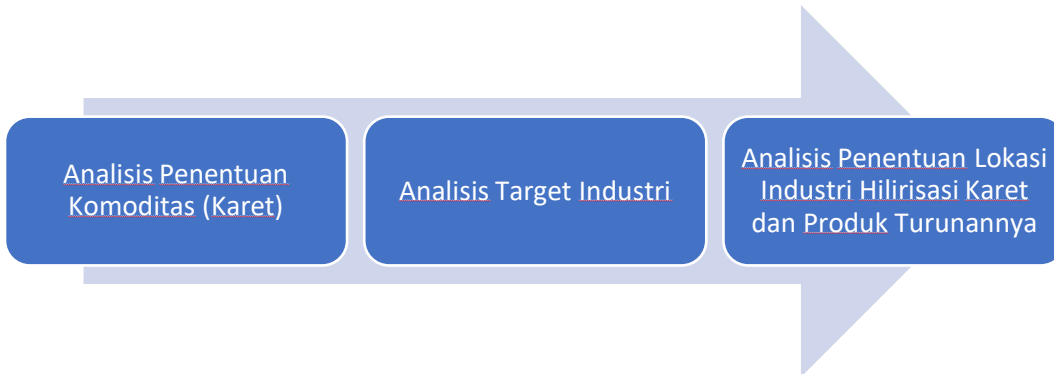 Analisis Penentuan
Komoditas (Karet)
Analisis Target Industri
Analisis Penentuan Lokasi
Industri Hilirisasi Karet
dan Produk Turunannya